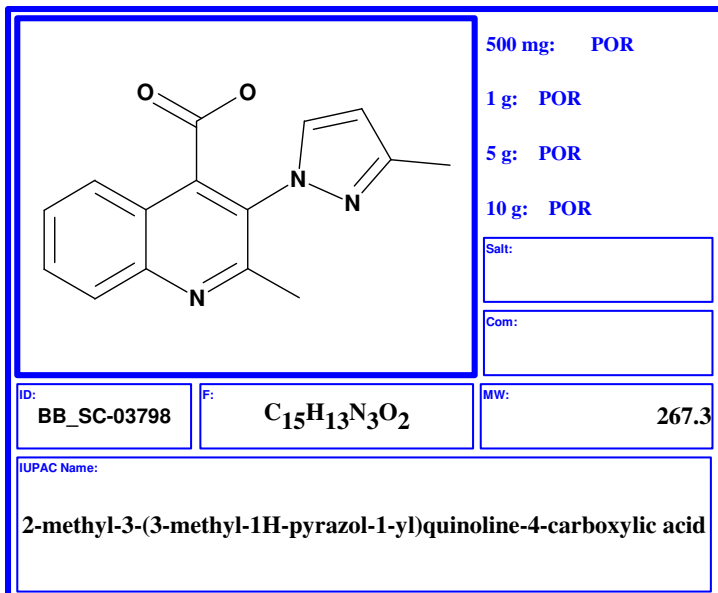 O O
N
N
N
500 mg: POR
1 g: POR
5 g: POR
10 g: POR
Salt:
Com:
ID:
BB_SC-03798
F:
C15H13N3O2
MW:
267.3
IUPAC Name:
2-methyl-3-(3-methyl-1H-pyrazol-1-yl)quinoline-4-carboxylic acid